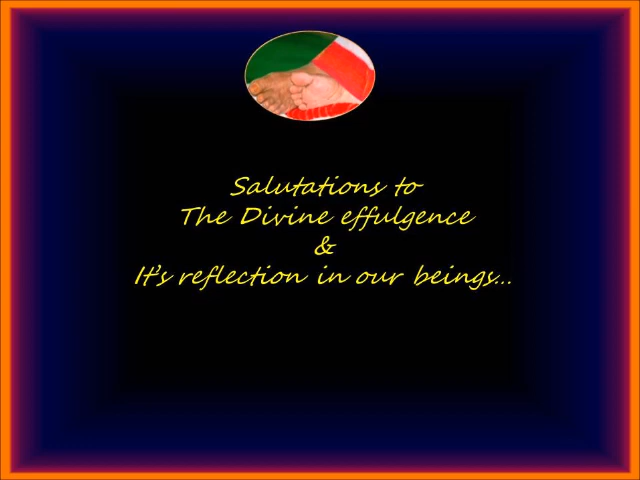 Salutations to
The Divine effulgence
&
It's reflection in our beings...